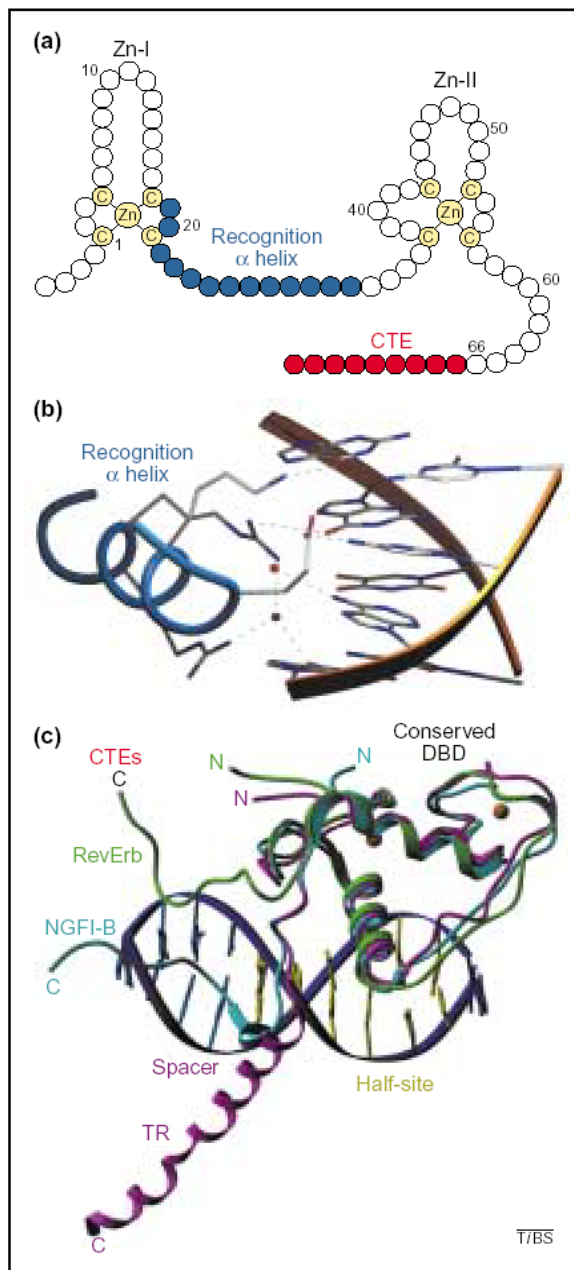 (a)
Zn-I
Zn-II
10
50
C
C
C
C
Zn
Zn
C
C
C
C
1
20
40
Recognition
α helix
60
CTE
66
(b)
Recognition
α helix
(c)
CTEs
C
N
N
Conserved
DBD
N
RevErb
NGFI-B
C
Spacer
Half-site
TR
C
TiBS